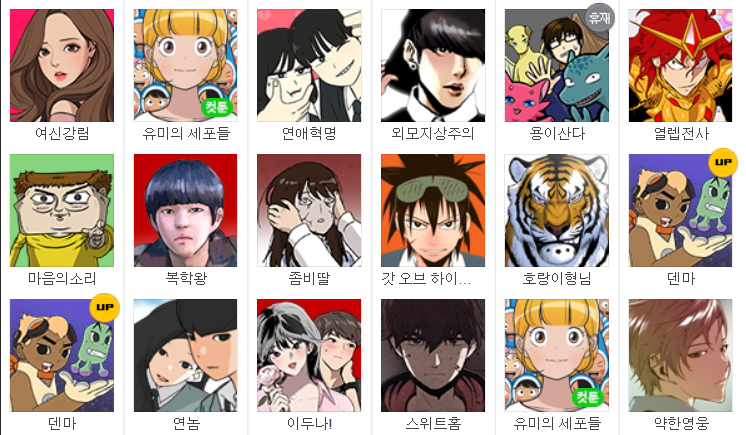 휴재
여신강림
유미의 세포들
컷툰
연애혁명
외모지상주의
용이산다
열렙전사
UP
마음의소리
복학왕
좀비딸
갓 오브 하이...
호랑이형님
덴마
UP
덴마
연놈
이두나!
스위트홈
유미의 세포들
컷툰
약한영웅